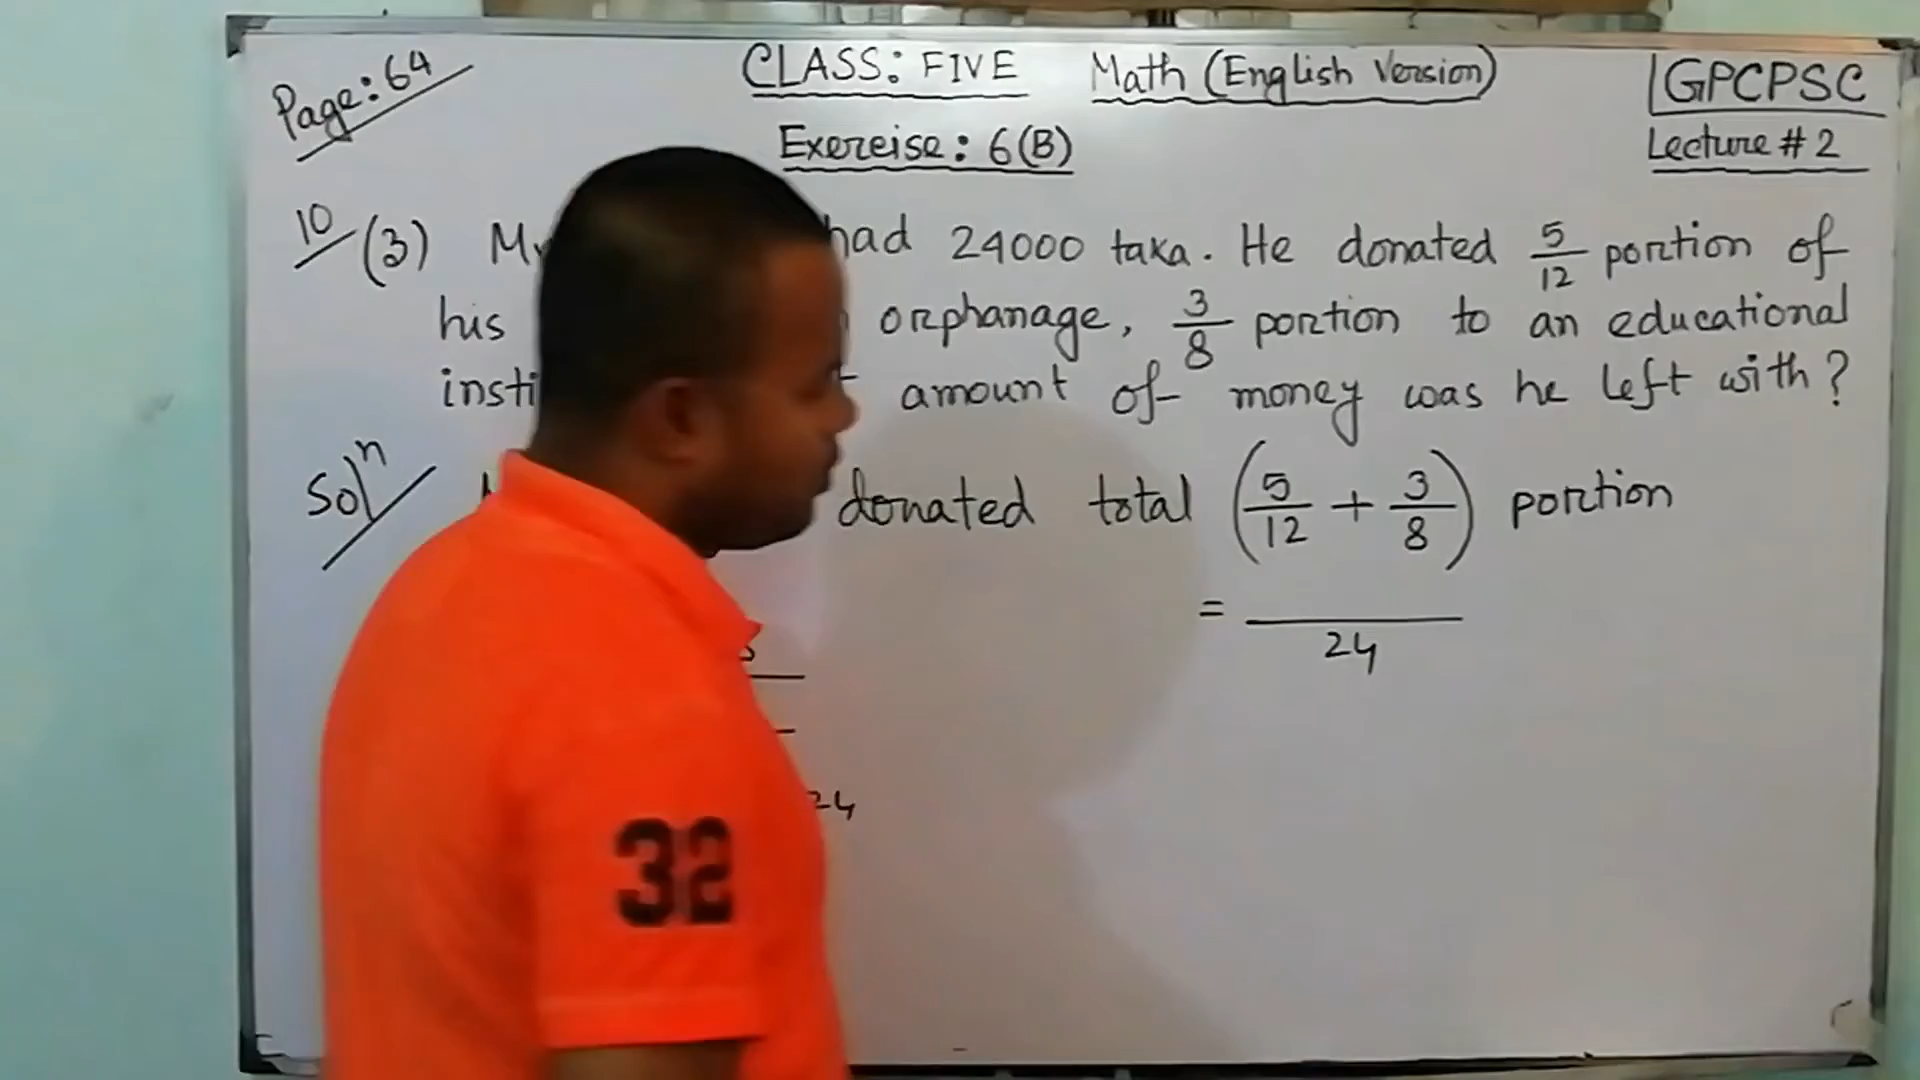 Page: 64
CLASS: FIVE Math (English Version)
GPCPSC
Exercise: 6(B)
Lecture # 2
10 (3) had 24000 taka. He donated 5/12 portion of
his orphanage, 3/8 portion to an educational
amount of money was he left with?
Solⁿ donated total (5/12 + 3/8) portion
= /24
24
32